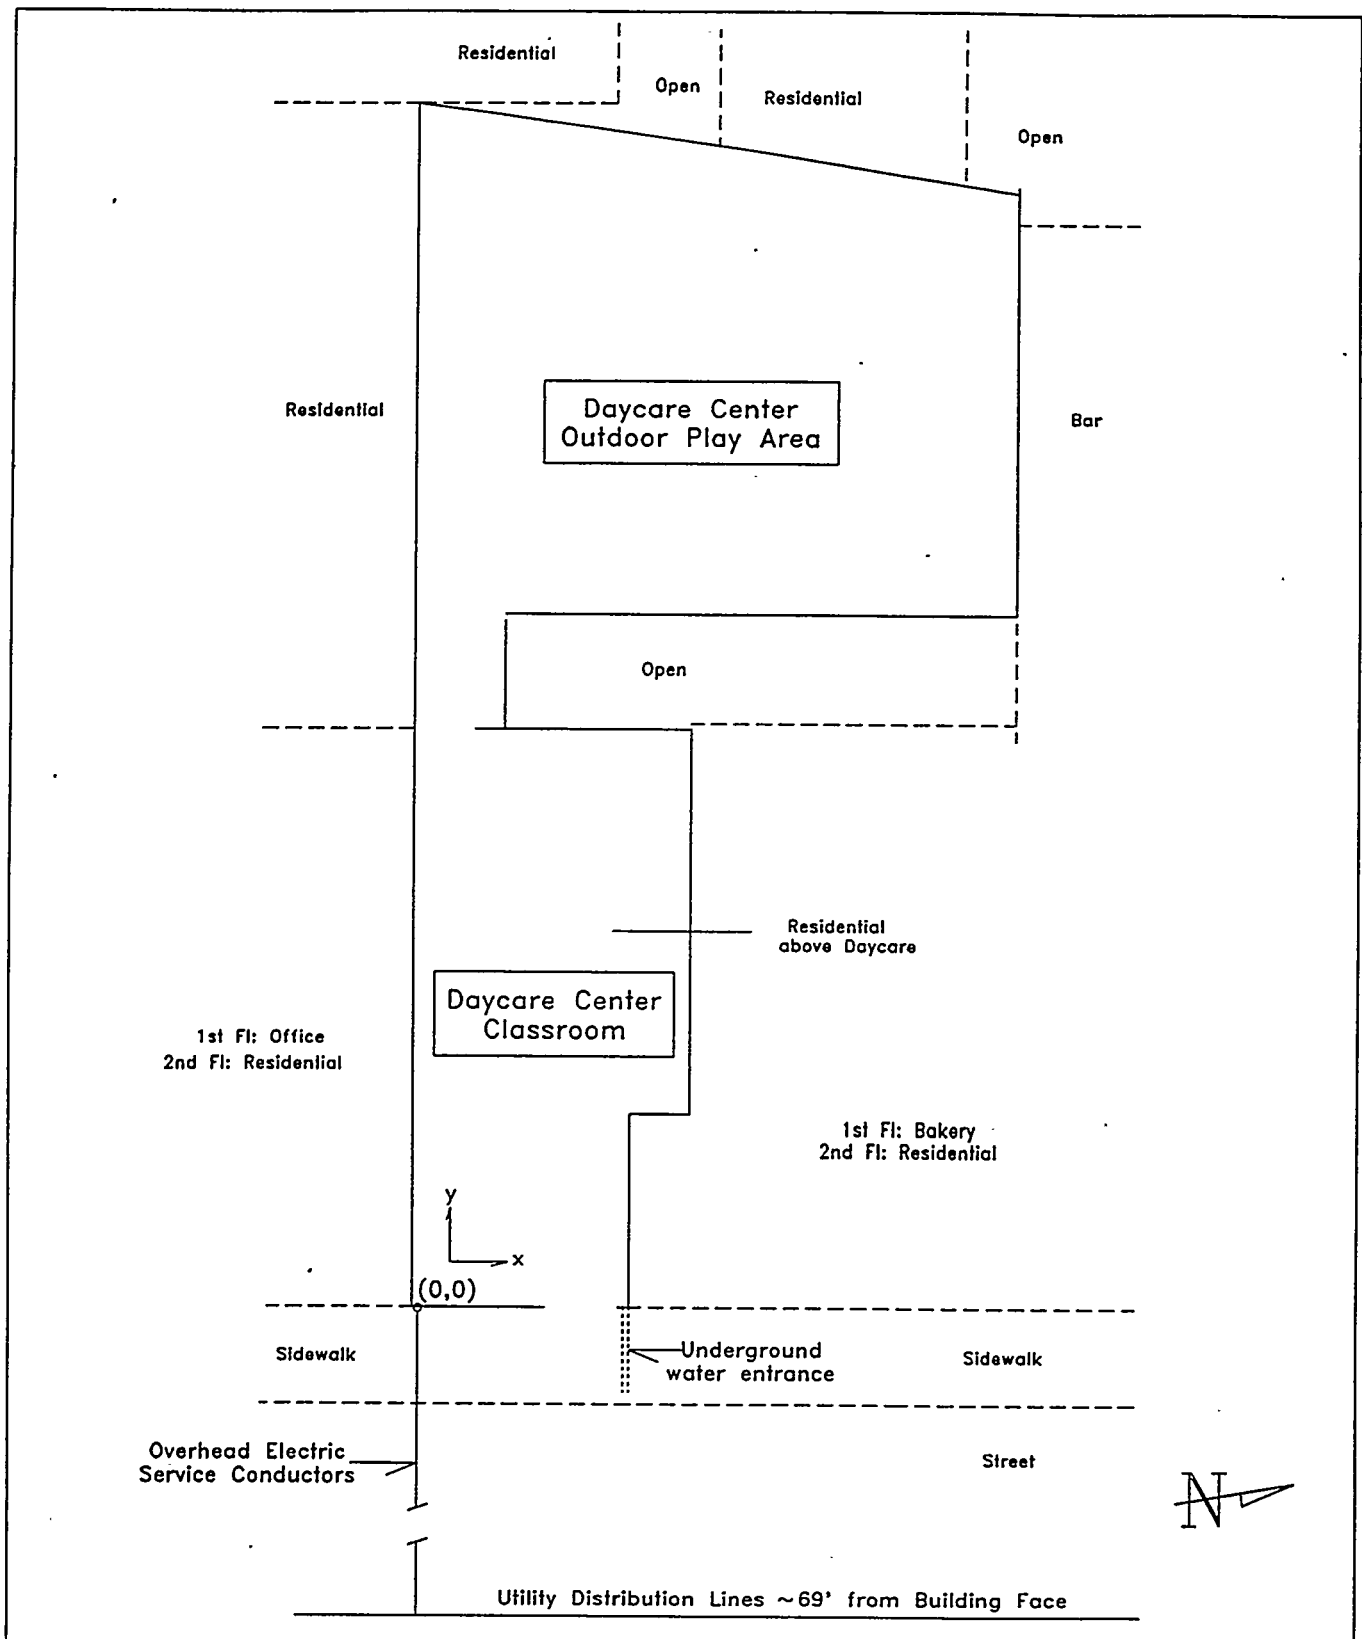 Residential
Open
Residential
Open
Residential
Daycare Center
Outdoor Play Area
Bar
Open
Residential
above Daycare
Daycare Center
Classroom
1st Fl: Office
2nd Fl: Residential
1st Fl: Bakery
2nd Fl: Residential
y
x
(0,0)
Sidewalk
Underground
water entrance
Sidewalk
Overhead Electric
Service Conductors
Street
N
Utility Distribution Lines ~69' from Building Face